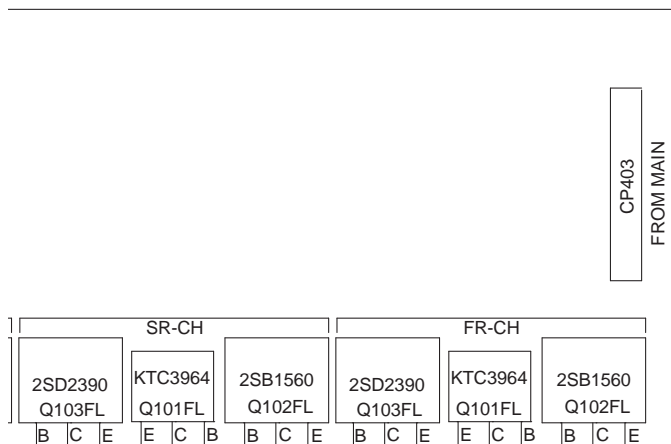 CP403
FROM MAIN
SR-CH
FR-CH
2SD2390
Q103FL
KTC3964
Q101FL
2SB1560
Q102FL
2SD2390
Q103FL
KTC3964
Q101FL
2SB1560
Q102FL
B C E
E C B
B C E
B C E
E C B
B C E